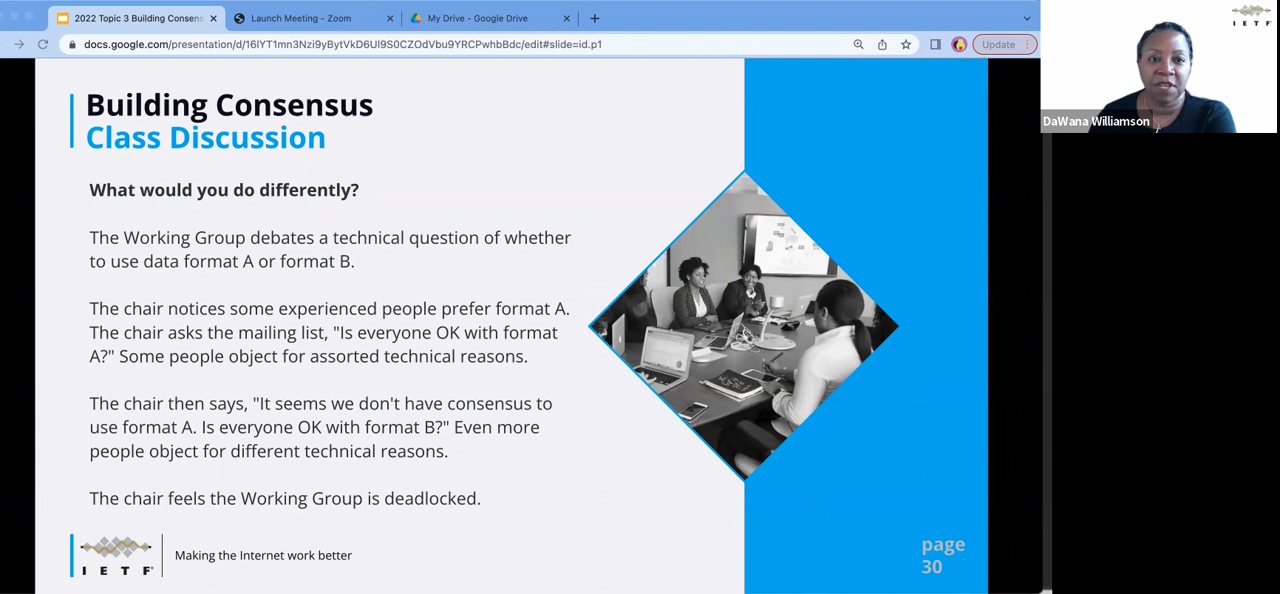 2022 Topic 3 Building Consens
Launch Meeting - Zoom
My Drive - Google Drive
docs.google.com/presentation/d/16lYT1mn3Nzi9yBytVkD6Ul9S0CZOdVbu9YRCPwhbBdc/edit#slide=id.p1
Update
IETF
DaWana Williamson
Building Consensus
Class Discussion
What would you do differently?
The Working Group debates a technical question of whether
to use data format A or format B.
The chair notices some experienced people prefer format A.
The chair asks the mailing list, "Is everyone OK with format
A?" Some people object for assorted technical reasons.
The chair then says, "It seems we don't have consensus to
use format A. Is everyone OK with format B?" Even more
people object for different technical reasons.
The chair feels the Working Group is deadlocked.
IETF
Making the Internet work better
page
30